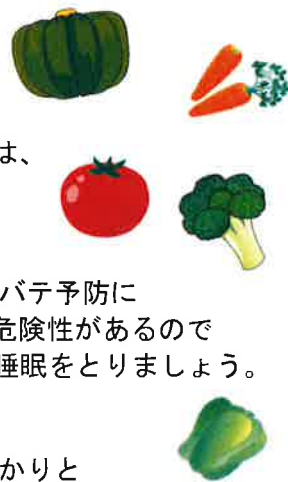 は、
バテ予防に
危険性があるので
睡眠をとりましょう。
かりと